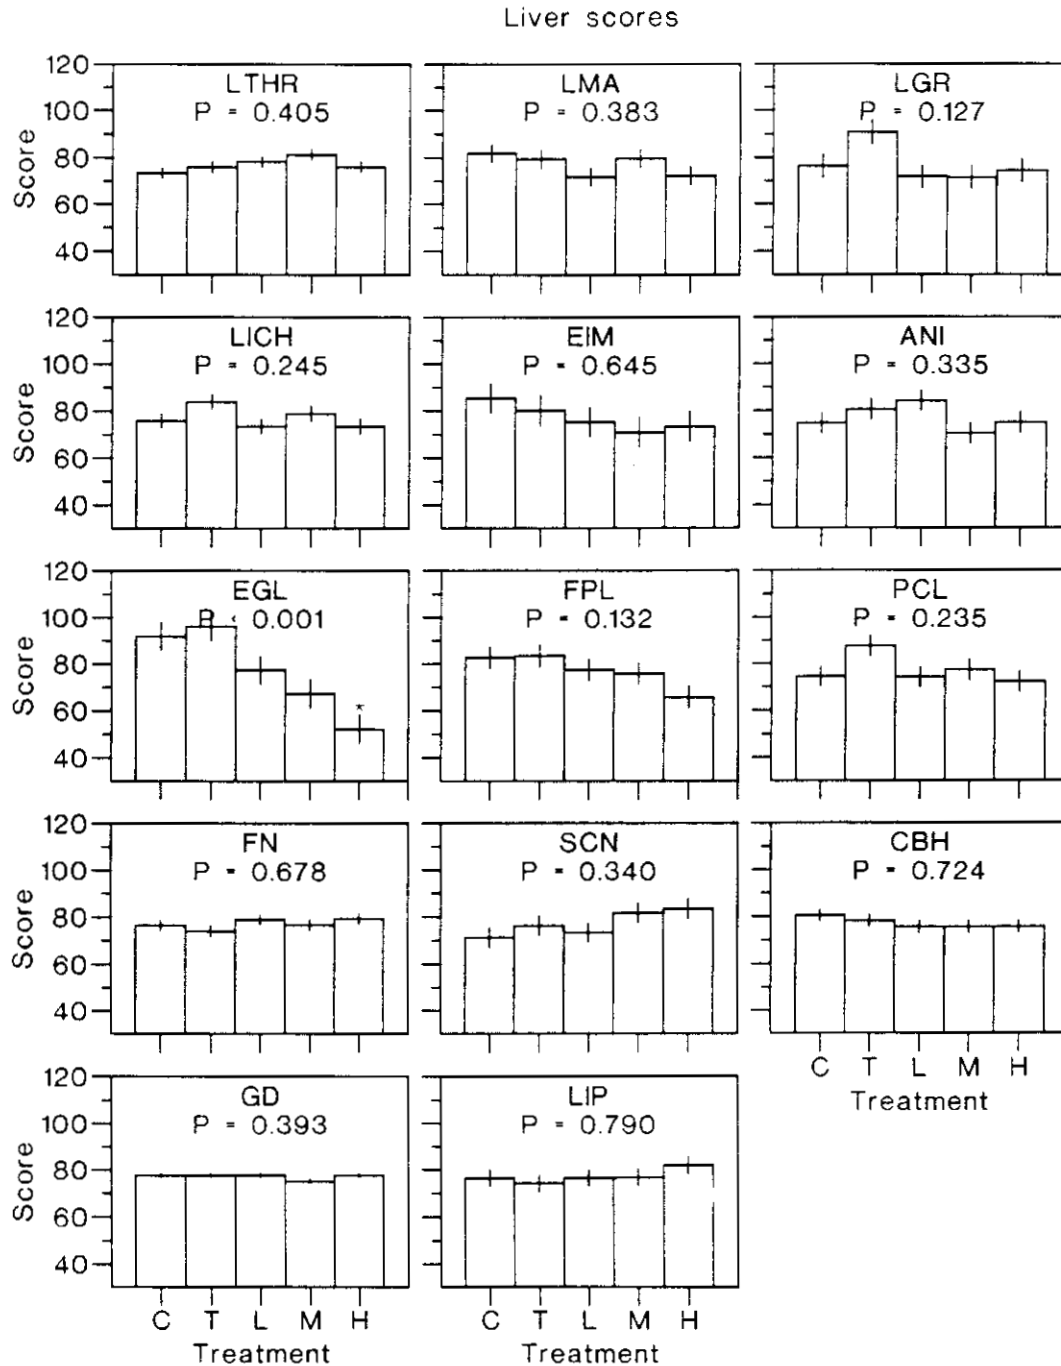 Liver scores
120
100
80
60
40
Score
LTHR
P = 0.405
LMA
P = 0.383
LGR
P = 0.127
120
100
80
60
40
Score
LICH
P = 0.245
EIM
P = 0.645
ANI
P = 0.335
120
100
80
60
40
Score
EGL
P < 0.001
*
FPL
P = 0.132
PCL
P = 0.235
120
100
80
60
40
Score
FN
P = 0.678
SCN
P = 0.340
CBH
P = 0.724
C T L M H
Treatment
120
100
80
60
40
Score
GD
P = 0.393
LIP
P = 0.790
C T L M H
Treatment
C T L M H
Treatment